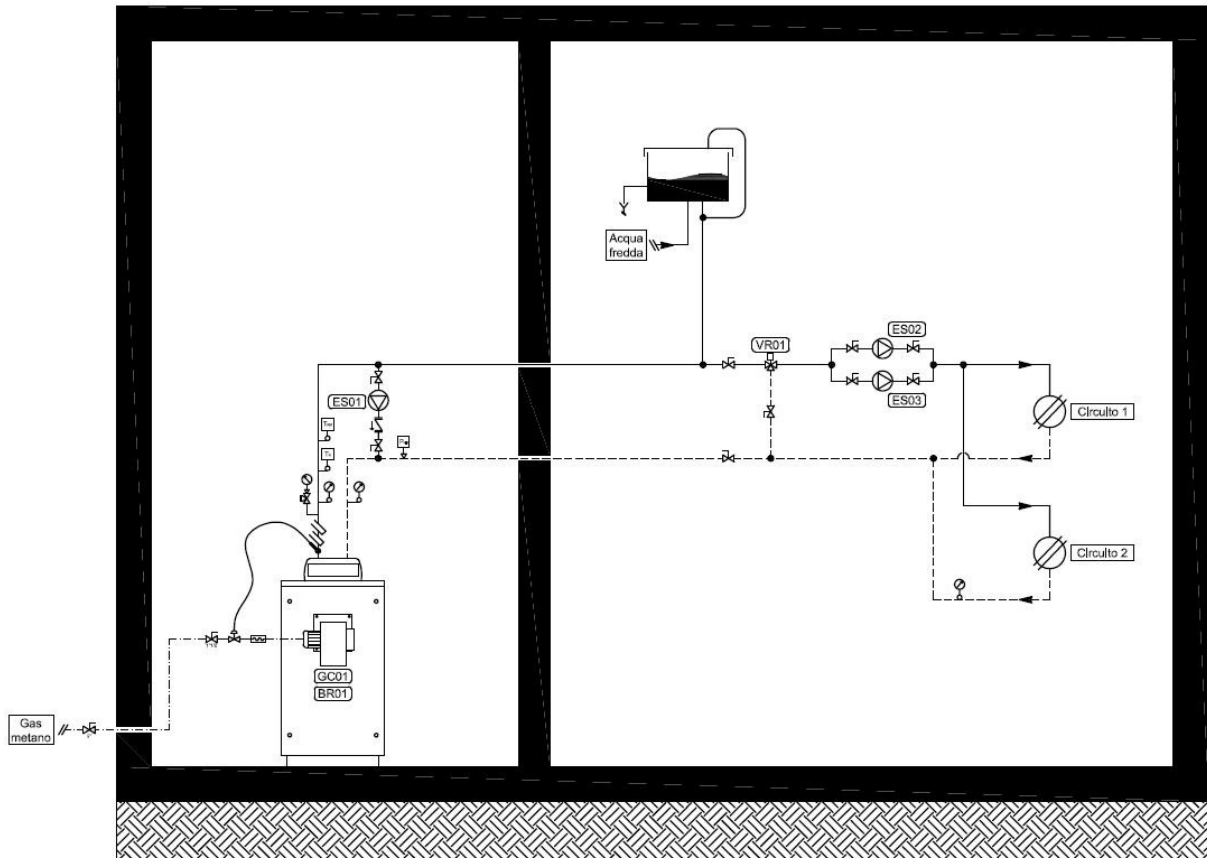 Acqua
fredda
ES02
VR01
ES01
ES03
Circuito 1
Circuito 2
GC01
BR01
Gas
metano